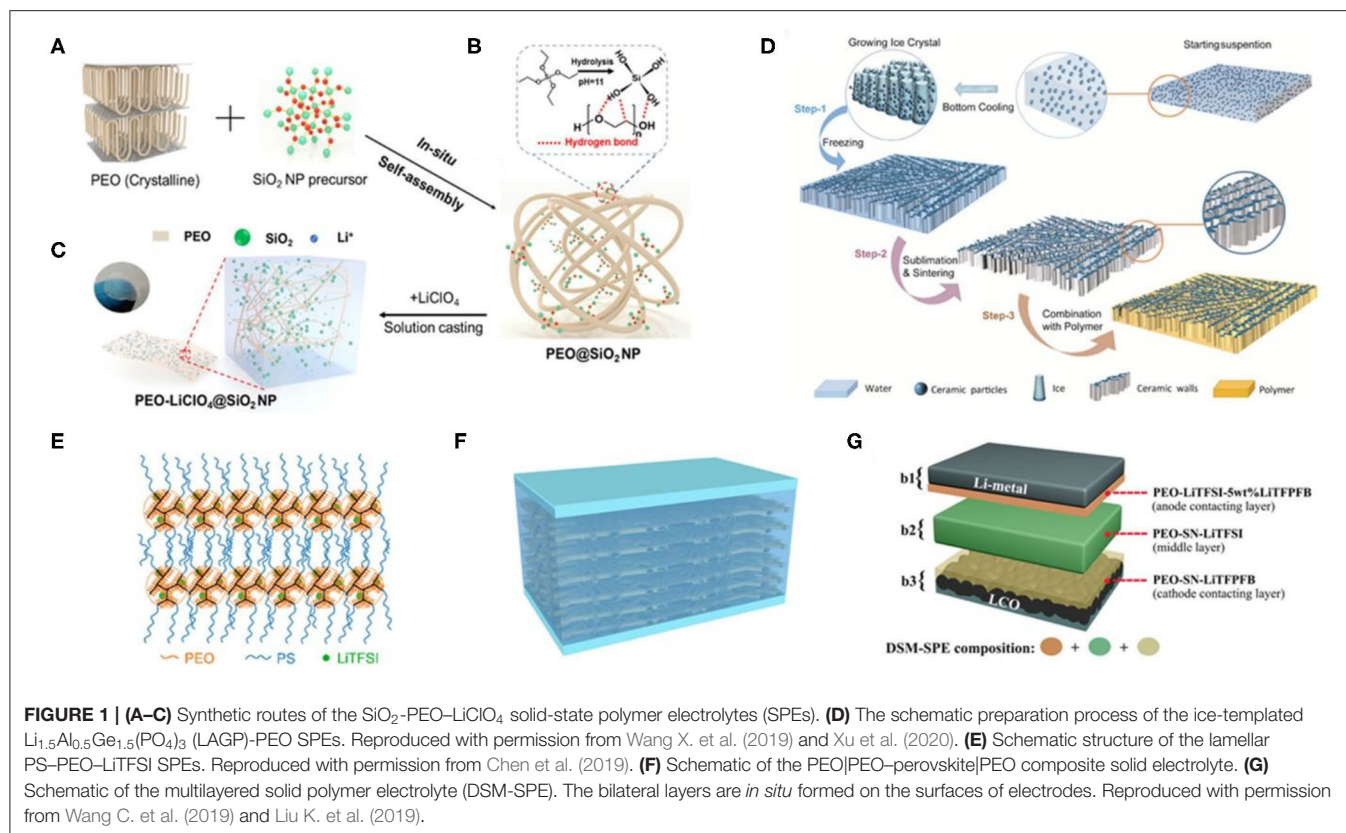 A
B
D
PEO (Crystalline)
SiO₂ NP precursor
In-situ
Self-assembly
Hydrolysis
pH=11
HO
OH
Si
HO
OH
H
O
OH
n
Hydrogen bond
PEO@SiO₂NP
C
PEO
SiO₂
Li⁺
+LiClO₄
Solution casting
PEO-LiClO₄@SiO₂NP
Growing Ice Crystal
Starting suspension
Bottom Cooling
Step-1
Freezing
Step-2
Sublimation
& Sintering
Step-3
Combination
with Polymer
Water
Ceramic particles
Ice
Ceramic walls
Polymer
E
PEO
PS
LiTFSI
F
G
b1
Li-metal
PEO-LiTFSI-5wt%LiTFPFB
(anode contacting layer)
b2
PEO-SN-LiTFSI
(middle layer)
b3
PEO-SN-LiTFPFB
(cathode contacting layer)
LCO
DSM-SPE composition: + +
FIGURE 1 | (A–C) Synthetic routes of the SiO₂-PEO–LiClO₄ solid-state polymer electrolytes (SPEs). (D) The schematic preparation process of the ice-templated
Li₁.₅Al₀.₅Ge₁.₅(PO₄)₃ (LAGP)-PEO SPEs. Reproduced with permission from Wang X. et al. (2019) and Xu et al. (2020). (E) Schematic structure of the lamellar
PS–PEO–LiTFSI SPEs. Reproduced with permission from Chen et al. (2019). (F) Schematic of the PEO|PEO–perovskite|PEO composite solid electrolyte. (G)
Schematic of the multilayered solid polymer electrolyte (DSM-SPE). The bilateral layers are in situ formed on the surfaces of electrodes. Reproduced with permission
from Wang C. et al. (2019) and Liu K. et al. (2019).